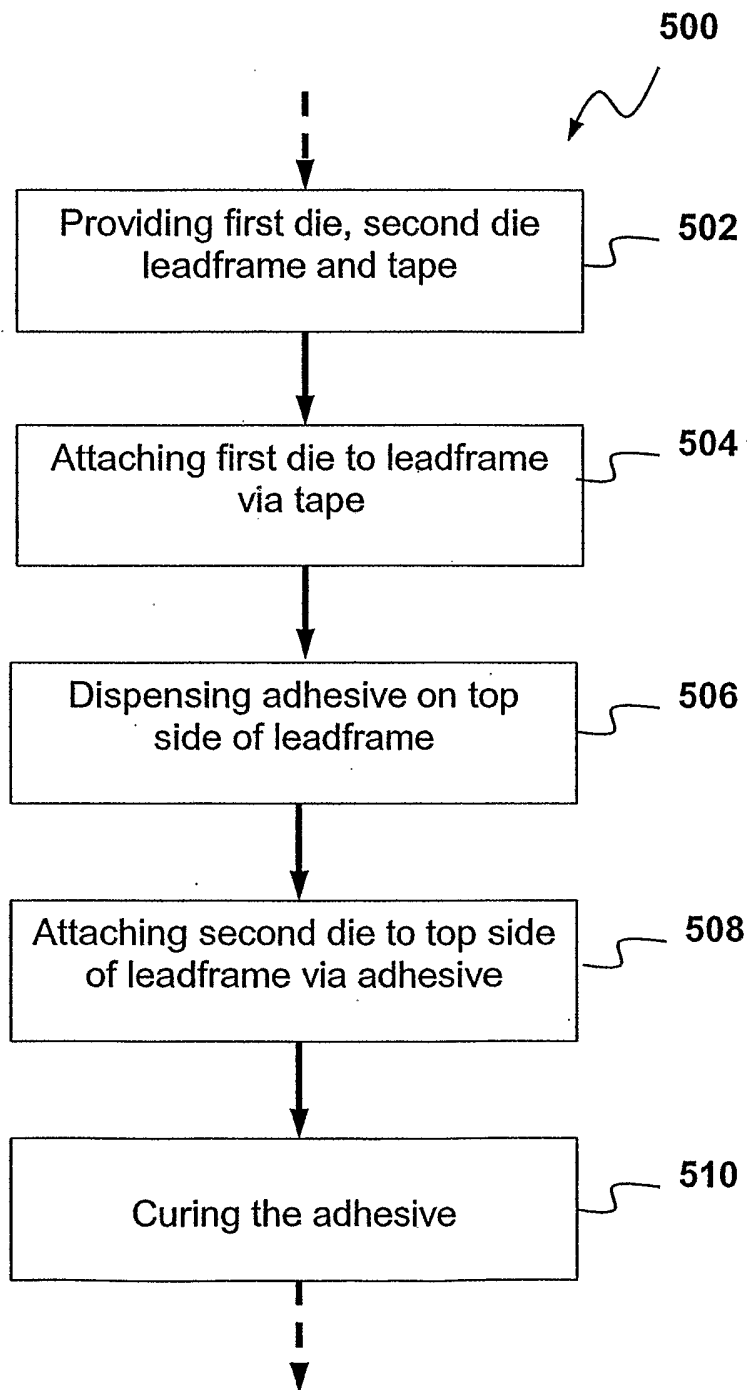 500
Providing first die, second die
leadframe and tape
502
Attaching first die to leadframe
via tape
504
Dispensing adhesive on top
side of leadframe
506
Attaching second die to top side
of leadframe via adhesive
508
Curing the adhesive
510